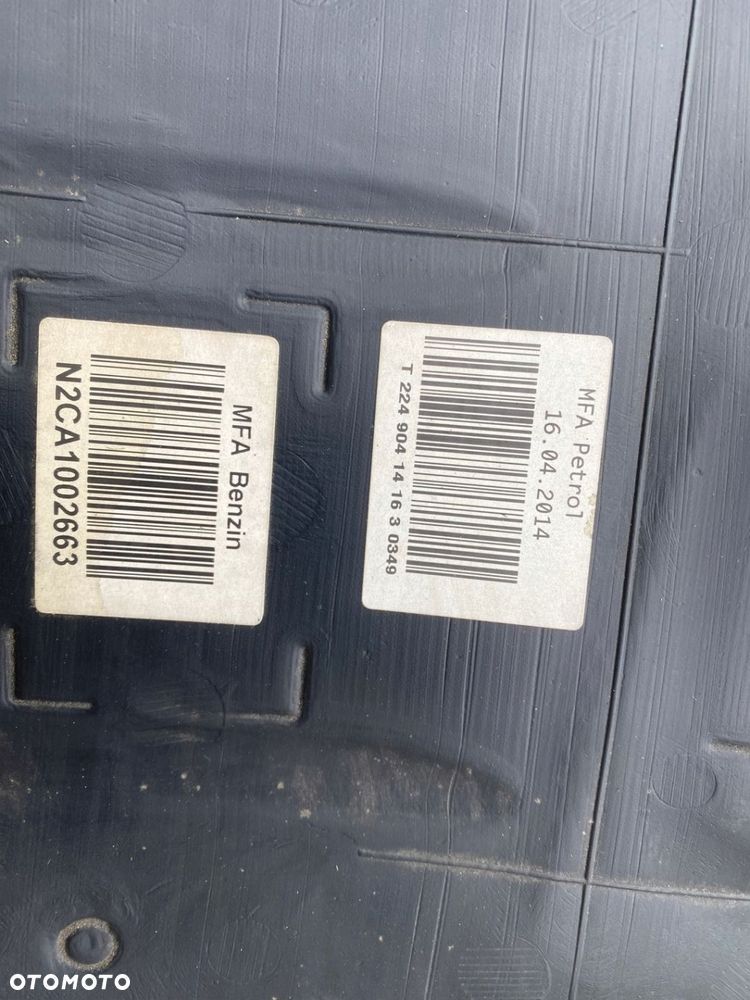 MFA Benzin
N2CA1002663
MFA Petrol
16.04.2014
T 224 904 14 16 3 0349
OTOMOTO